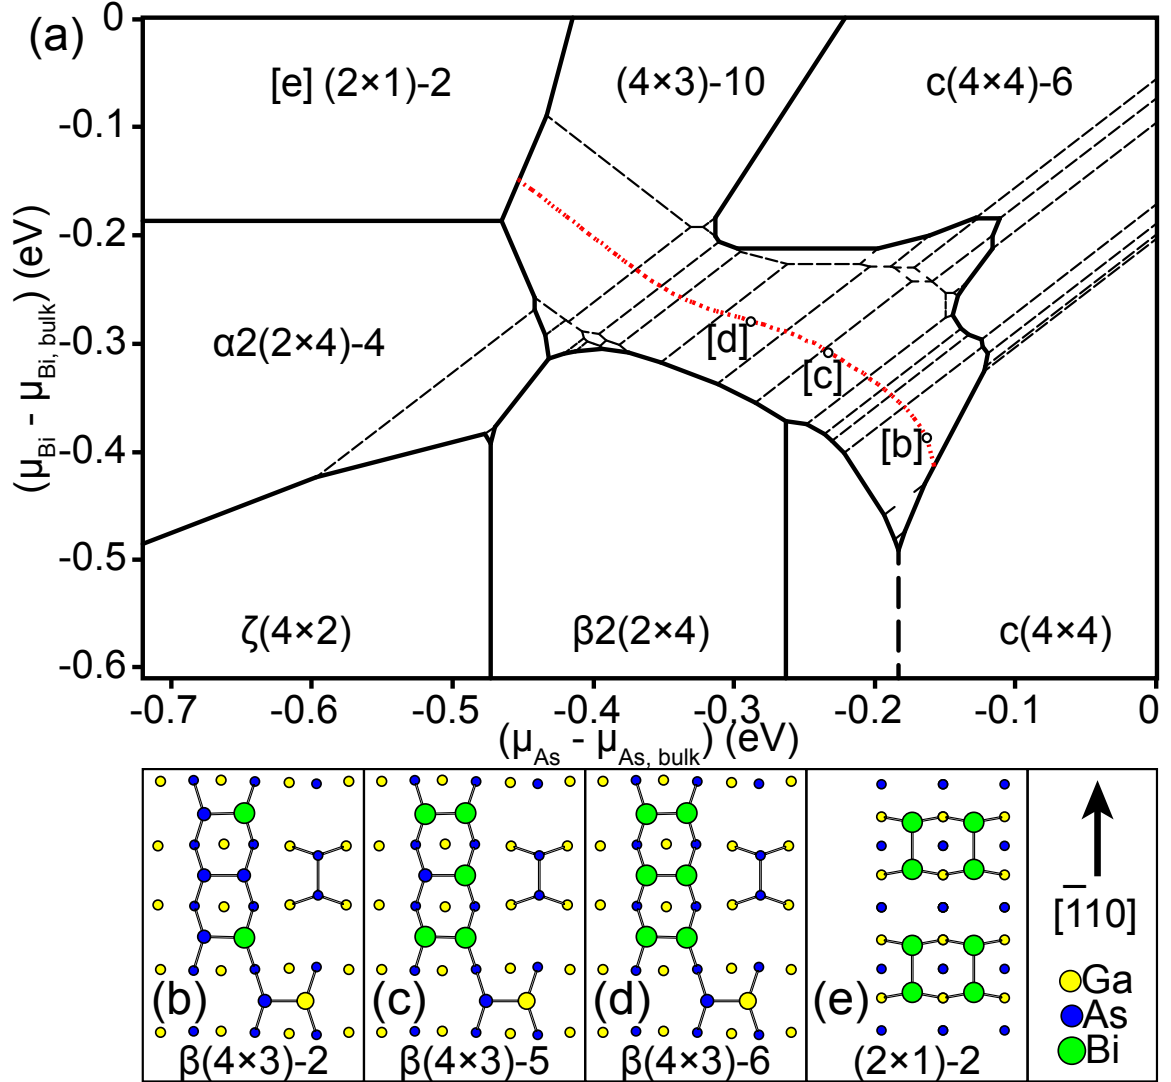 (a)
(μBi - μBi, bulk) (eV)
0
-0.1
-0.2
-0.3
-0.4
-0.5
-0.6
[e] (2×1)-2
(4×3)-10
c(4×4)-6
α2(2×4)-4
[d]
[c]
[b]
ζ(4×2)
β2(2×4)
c(4×4)
-0.7
-0.6
-0.5
-0.4
-0.3
-0.2
-0.1
0
(μAs - μAs, bulk) (eV)
(b)
β(4×3)-2
(c)
β(4×3)-5
(d)
β(4×3)-6
(e)
(2×1)-2
[1̅10]
Ga
As
Bi